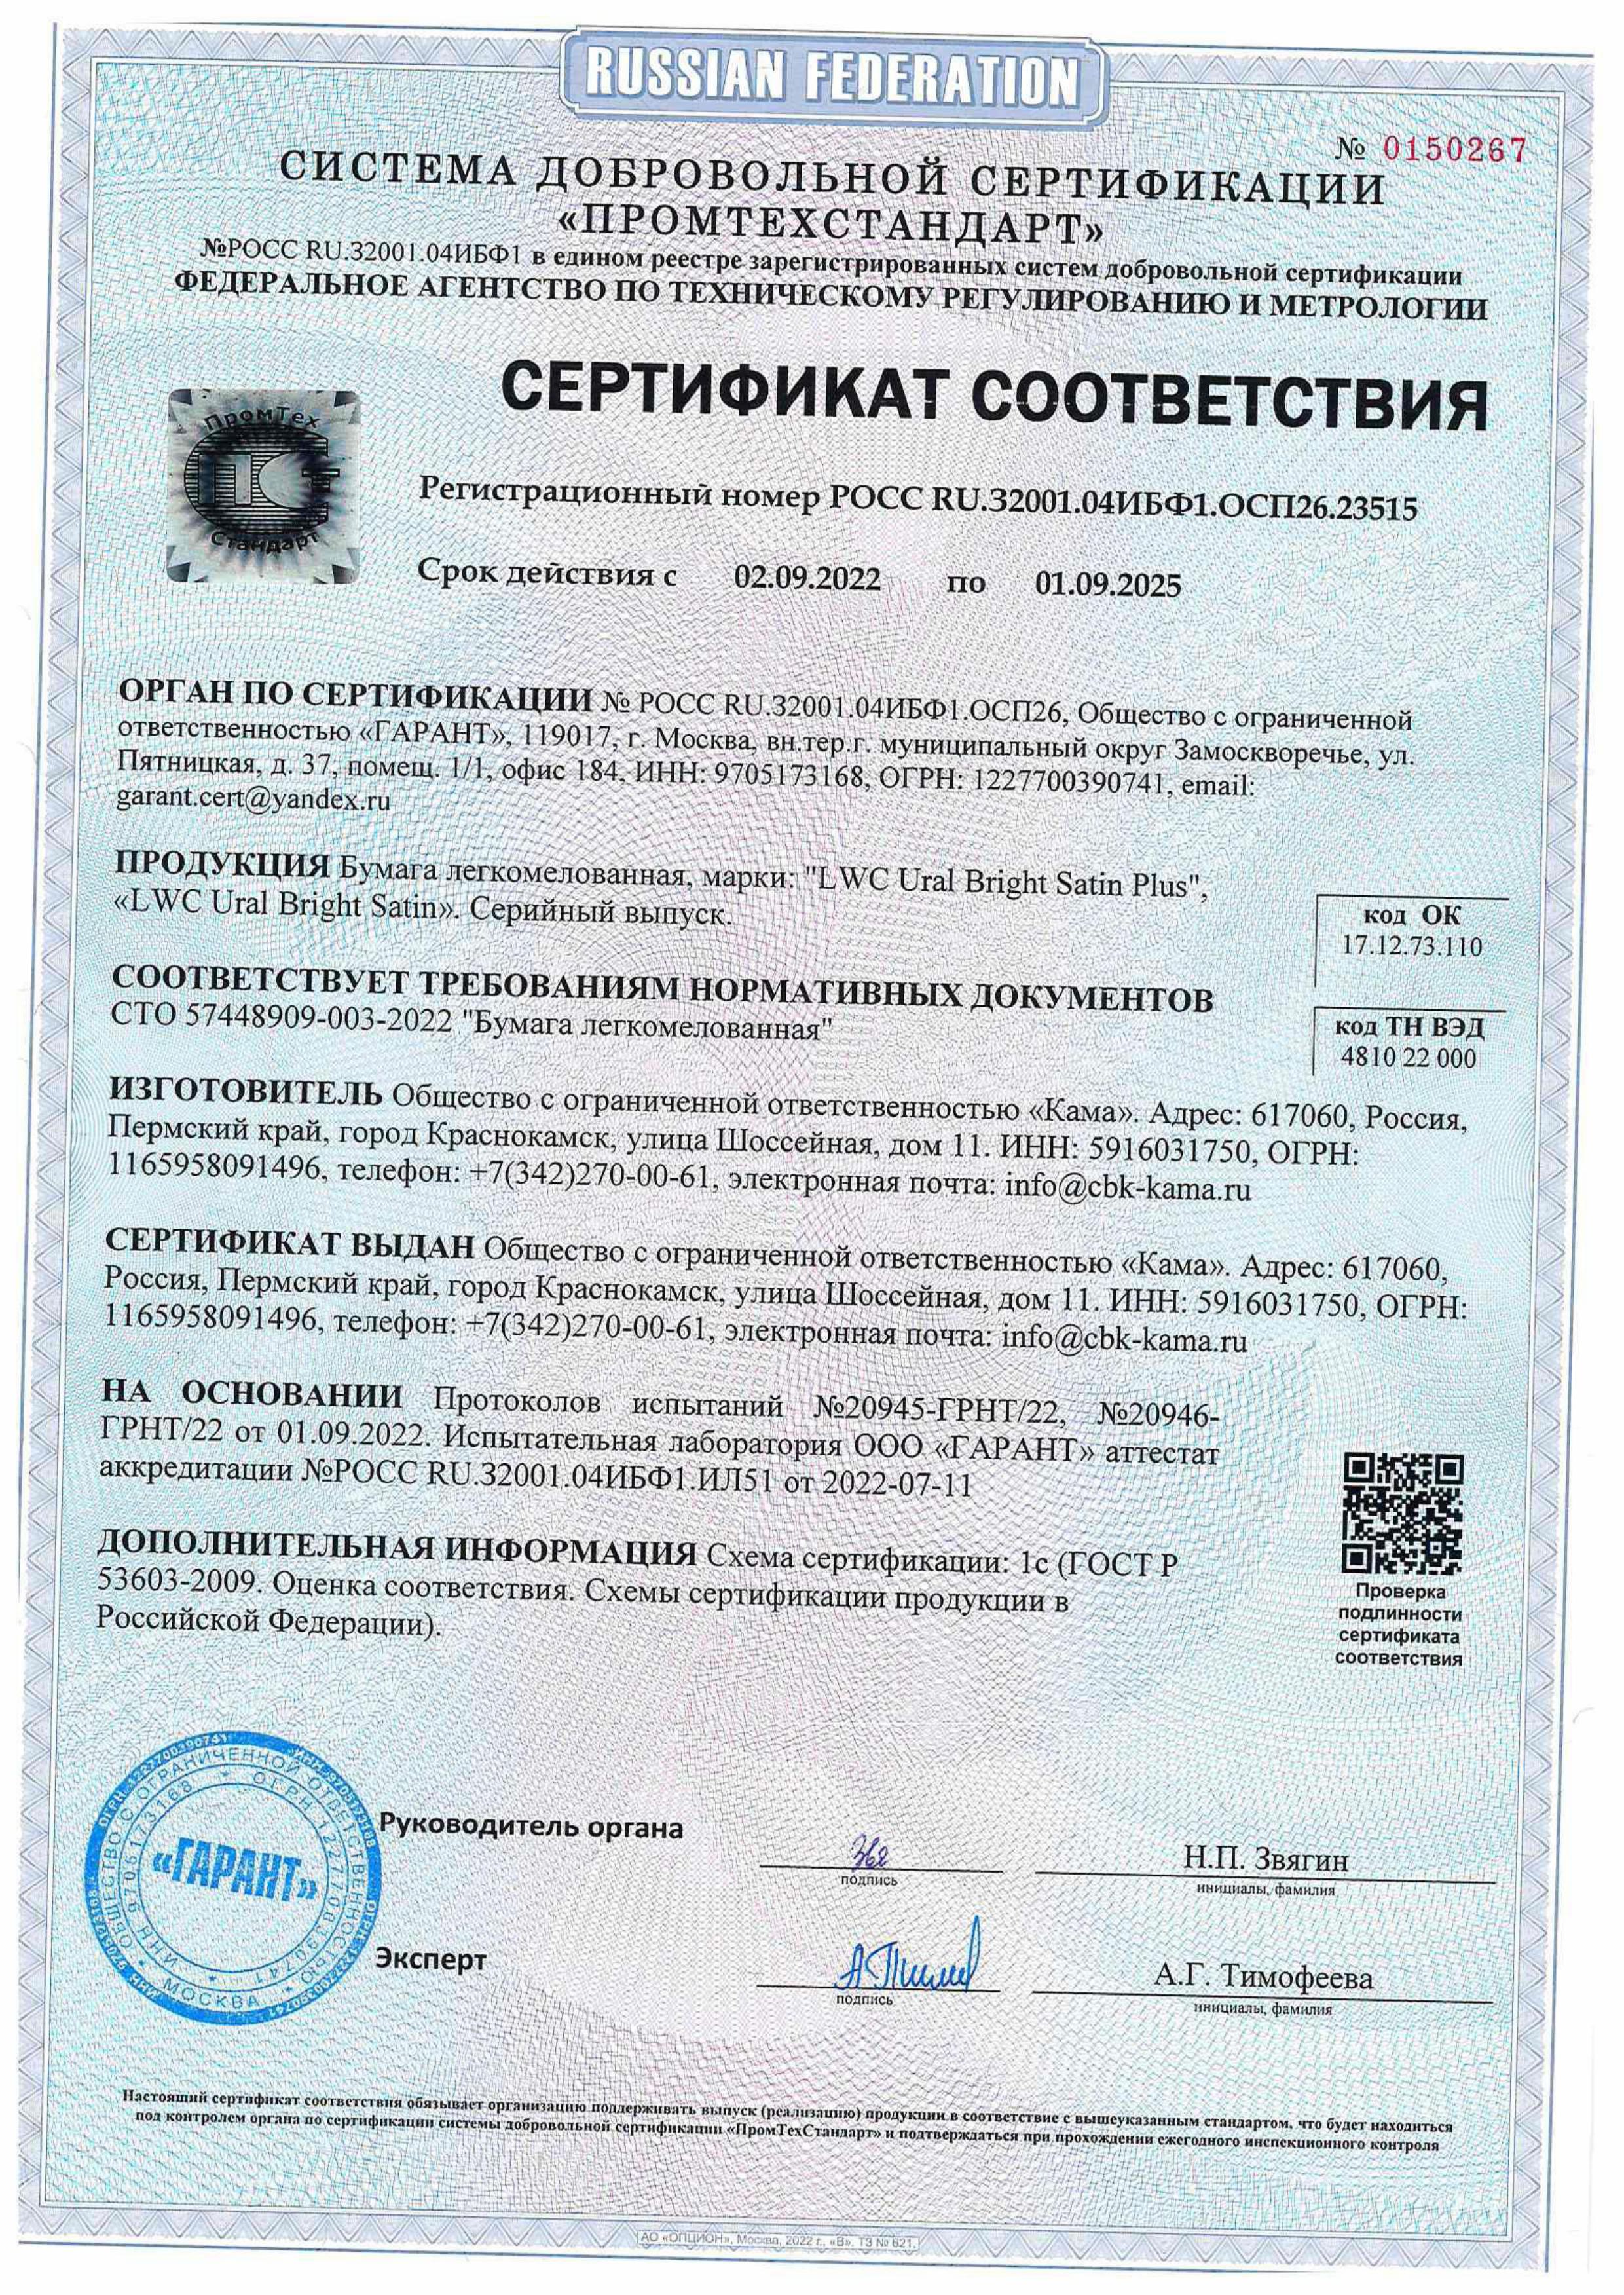 RUSSIAN FEDERATION
№ 0150267
СИСТЕМА ДОБРОВОЛЬНОЙ СЕРТИФИКАЦИИ
«ПРОМТЕХСТАНДАРТ»
№РОСС RU.32001.04ИБФ1 в едином реестре зарегистрированных систем добровольной сертификации
ФЕДЕРАЛЬНОЕ АГЕНТСТВО ПО ТЕХНИЧЕСКОМУ РЕГУЛИРОВАНИЮ И МЕТРОЛОГИИ
СЕРТИФИКАТ СООТВЕТСТВИЯ
ПромТех
Стандарт
Регистрационный номер РОСС RU.32001.04ИБФ1.ОСП26.23515
Срок действия с 02.09.2022 по 01.09.2025
ОРГАН ПО СЕРТИФИКАЦИИ № РОСС RU.32001.04ИБФ1.ОСП26, Общество с ограниченной
ответственностью «ГАРАНТ», 119017, г. Москва, вн.тер.г. муниципальный округ Замоскворечье, ул.
Пятницкая, д. 37, помещ. 1/1, офис 184, ИНН: 9705173168, ОГРН: 1227700390741, email:
garant.cert@yandex.ru
ПРОДУКЦИЯ Бумага легкомелованная, марки: "LWC Ural Bright Satin Plus",
«LWC Ural Bright Satin». Серийный выпуск.
код ОК
17.12.73.110
СООТВЕТСТВУЕТ ТРЕБОВАНИЯМ НОРМАТИВНЫХ ДОКУМЕНТОВ
СТО 57448909-003-2022 "Бумага легкомелованная"
код ТН ВЭД
4810 22 000
ИЗГОТОВИТЕЛЬ Общество с ограниченной ответственностью «Кама». Адрес: 617060, Россия,
Пермский край, город Краснокамск, улица Шоссейная, дом 11. ИНН: 5916031750, ОГРН:
1165958091496, телефон: +7(342)270-00-61, электронная почта: info@cbk-kama.ru
СЕРТИФИКАТ ВЫДАН Общество с ограниченной ответственностью «Кама». Адрес: 617060,
Россия, Пермский край, город Краснокамск, улица Шоссейная, дом 11. ИНН: 5916031750, ОГРН:
1165958091496, телефон: +7(342)270-00-61, электронная почта: info@cbk-kama.ru
НА ОСНОВАНИИ Протоколов испытаний №20945-ГРНТ/22, №20946-
ГРНТ/22 от 01.09.2022. Испытательная лаборатория ООО «ГАРАНТ» аттестат
аккредитации №РОСС RU.32001.04ИБФ1.ИЛ51 от 2022-07-11
ДОПОЛНИТЕЛЬНАЯ ИНФОРМАЦИЯ Схема сертификации: 1с (ГОСТ Р
53603-2009. Оценка соответствия. Схемы сертификации продукции в
Российской Федерации).
Проверка
подлинности
сертификата
соответствия
ОГРН 1227700390741 ИНН 9705173168
ОБЩЕСТВО С ОГРАНИЧЕННОЙ ОТВЕТСТВЕННОСТЬЮ
ИНН 9705173168 * ОГРН 1227700390741
«ГАРАНТ»
МОСКВА
Руководитель органа
подпись
Н.П. Звягин
инициалы, фамилия
Эксперт
подпись
А.Г. Тимофеева
инициалы, фамилия
Настоящий сертификат соответствия обязывает организацию поддерживать выпуск (реализацию) продукции в соответствие с вышеуказанным стандартом, что будет находиться
под контролем органа по сертификации системы добровольной сертификации «ПромТехСтандарт» и подтверждаться при прохождении ежегодного инспекционного контроля
АО «ОПЦИОН», Москва, 2022 г., «В». ТЗ № 621.